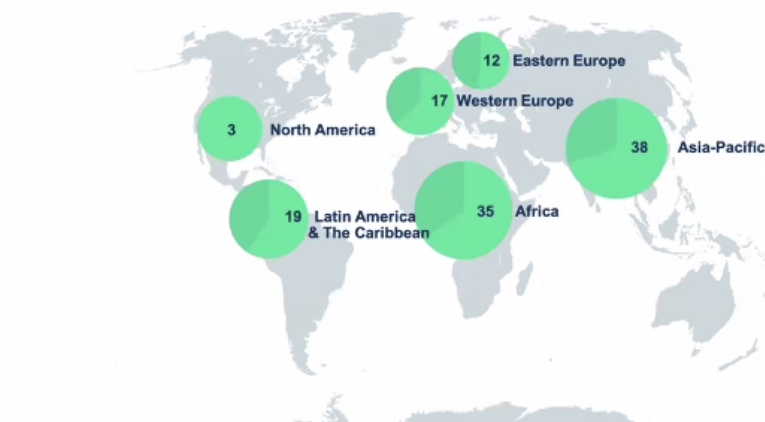 12 Eastern Europe
17 Western Europe
3 North America
38 Asia-Pacific
19 Latin America
& The Caribbean
35 Africa